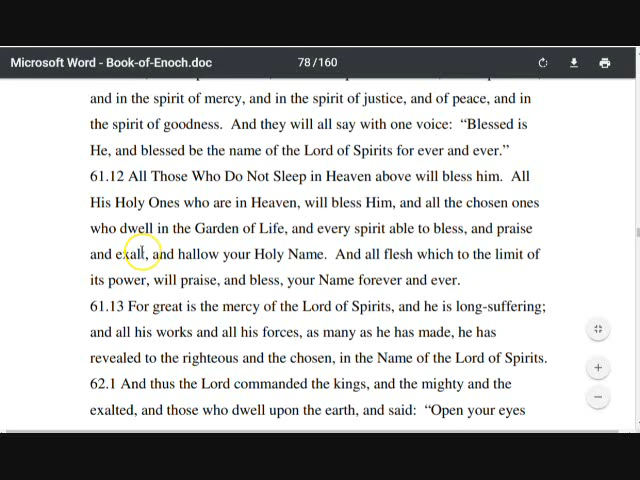 Microsoft Word - Book-of-Enoch.doc 78 / 160
and in the spirit of mercy, and in the spirit of justice, and of peace, and in
the spirit of goodness. And they will all say with one voice: “Blessed is
He, and blessed be the name of the Lord of Spirits for ever and ever.”
61.12 All Those Who Do Not Sleep in Heaven above will bless him. All
His Holy Ones who are in Heaven, will bless Him, and all the chosen ones
who dwell in the Garden of Life, and every spirit able to bless, and praise
and exalt, and hallow your Holy Name. And all flesh which to the limit of
its power, will praise, and bless, your Name forever and ever.
61.13 For great is the mercy of the Lord of Spirits, and he is long-suffering;
and all his works and all his forces, as many as he has made, he has
revealed to the righteous and the chosen, in the Name of the Lord of Spirits.
62.1 And thus the Lord commanded the kings, and the mighty and the
exalted, and those who dwell upon the earth, and said: “Open your eyes